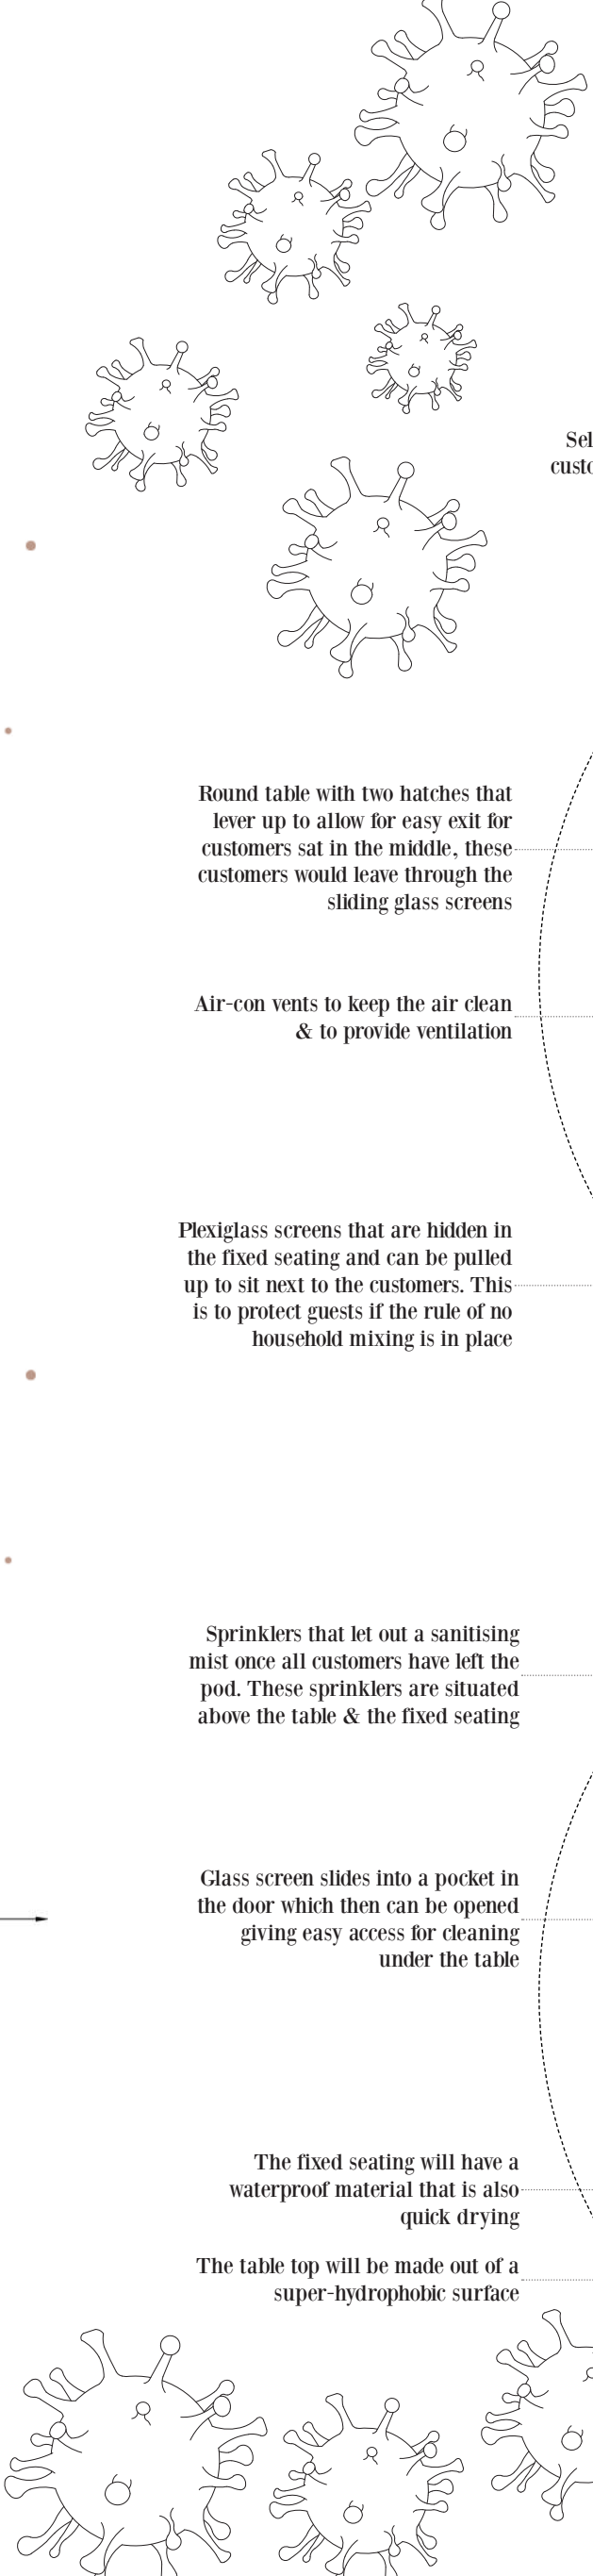 Sel
custo
Round table with two hatches that
lever up to allow for easy exit for
customers sat in the middle, these
customers would leave through the
sliding glass screens
Air-con vents to keep the air clean
& to provide ventilation
Plexiglass screens that are hidden in
the fixed seating and can be pulled
up to sit next to the customers. This
is to protect guests if the rule of no
household mixing is in place
Sprinklers that let out a sanitising
mist once all customers have left the
pod. These sprinklers are situated
above the table & the fixed seating
Glass screen slides into a pocket in
the door which then can be opened
giving easy access for cleaning
under the table
The fixed seating will have a
waterproof material that is also
quick drying
The table top will be made out of a
super-hydrophobic surface